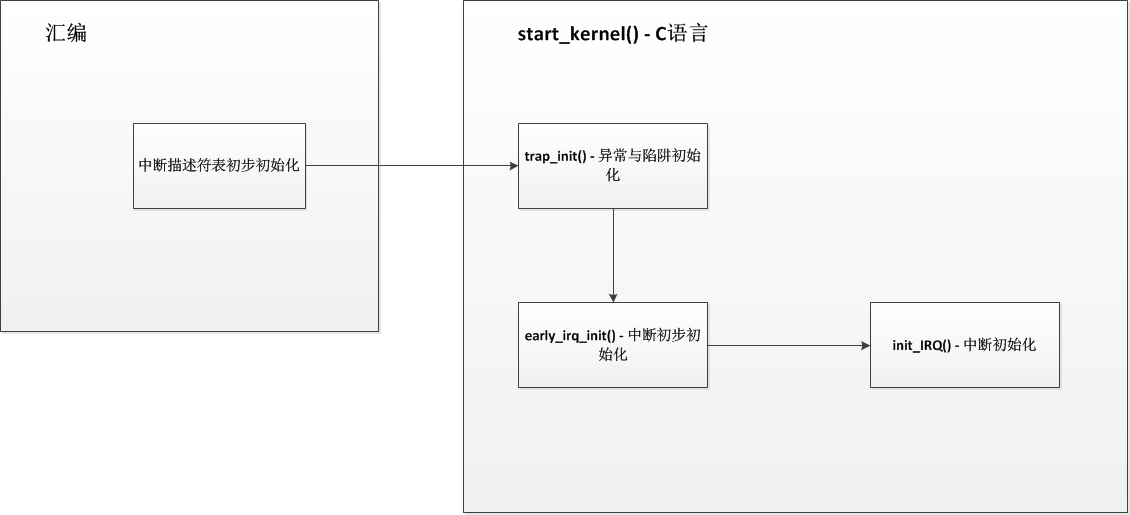 汇编
start_kernel() - C语言
中断描述符表初步初始化
trap_init() - 异常与陷阱初始
化
early_irq_init() - 中断初步初
始化
init_IRQ() - 中断初始化